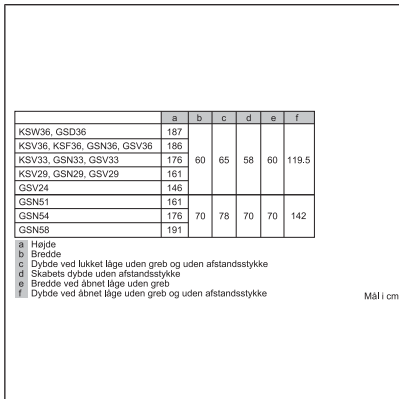 a b c d e f
KSW36, GSD36 187
KSV36, KSF36, GSN36, GSV36 186
KSV33, GSN33, GSV33 176 60 65 58 60 119.5
KSV29, GSN29, GSV29 161
GSV24 146
GSN51 161
GSN54 176 70 78 70 70 142
GSN58 191
a Højde
b Bredde
c Dybde ved lukket låge uden greb og uden afstandsstykke
d Skabets dybde uden afstandsstykke
e Bredde ved åbnet låge uden greb
f Dybde ved åbnet låge uden greb og uden afstandsstykke
Mål i cm